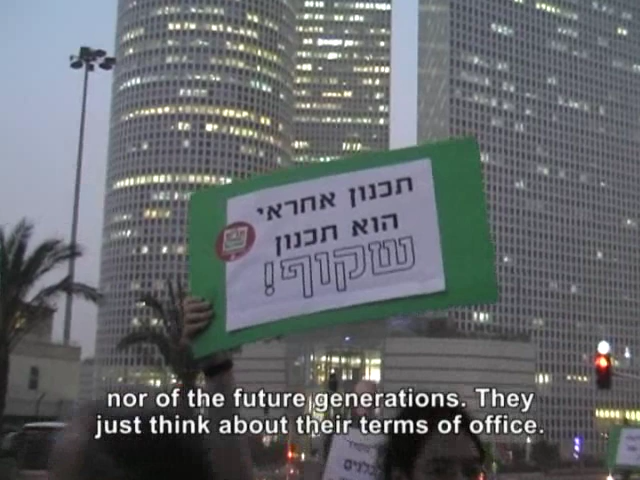 תכנון אחראי
הוא תכנון
שקוף!
nor of the future generations. They
just think about their terms of office.